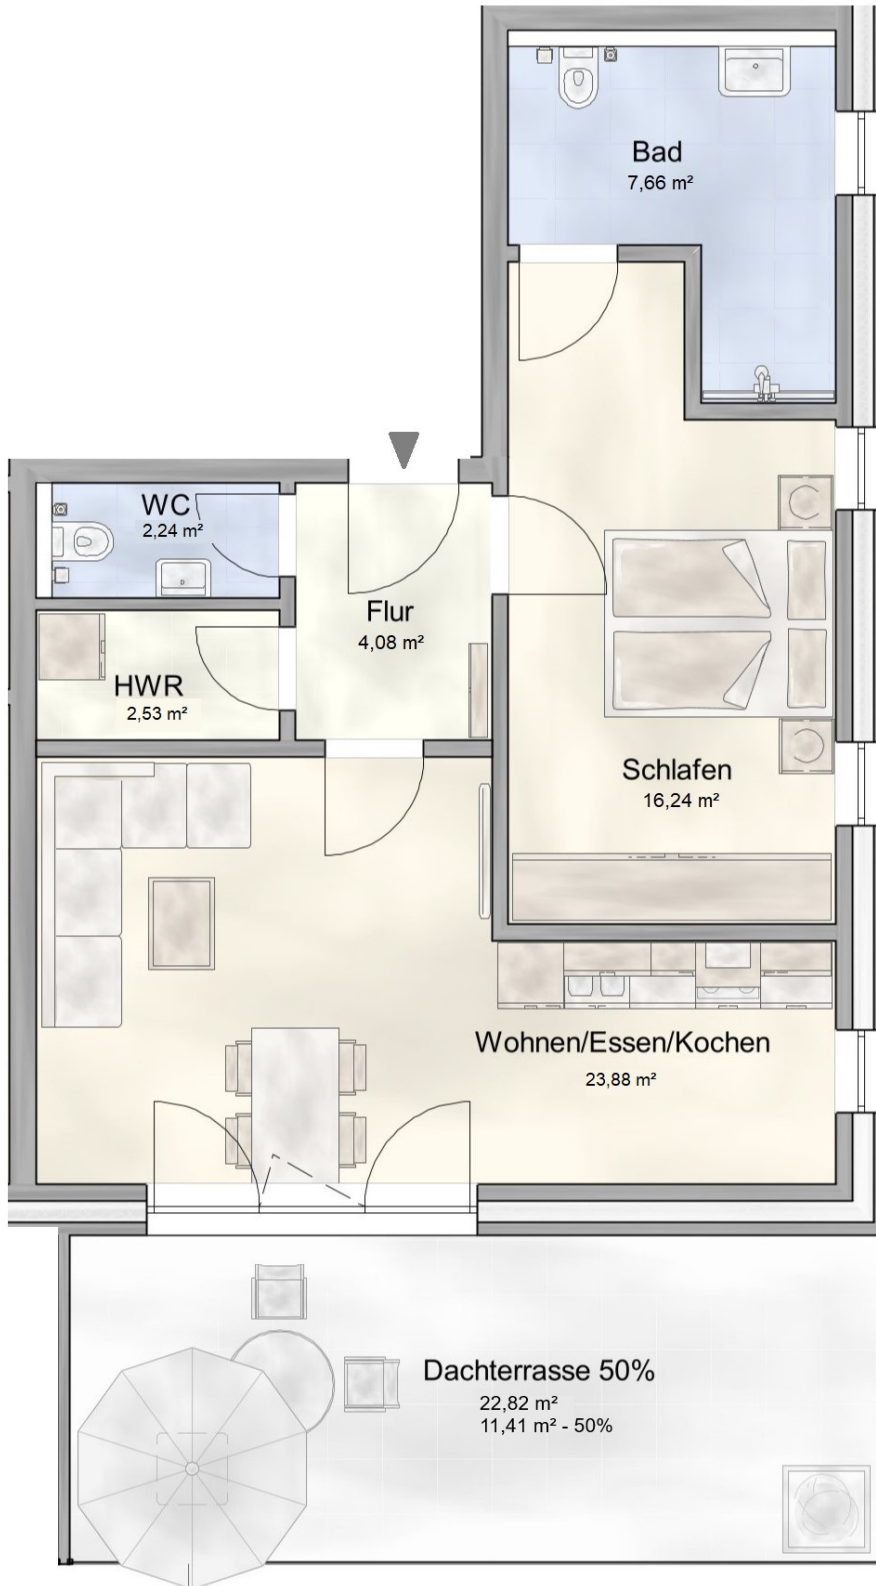 Bad
7,66 m²
WC
2,24 m²
Flur
4,08 m²
HWR
2,53 m²
Schlafen
16,24 m²
Wohnen/Essen/Kochen
23,88 m²
Dachterrasse 50%
22,82 m²
11,41 m² - 50%